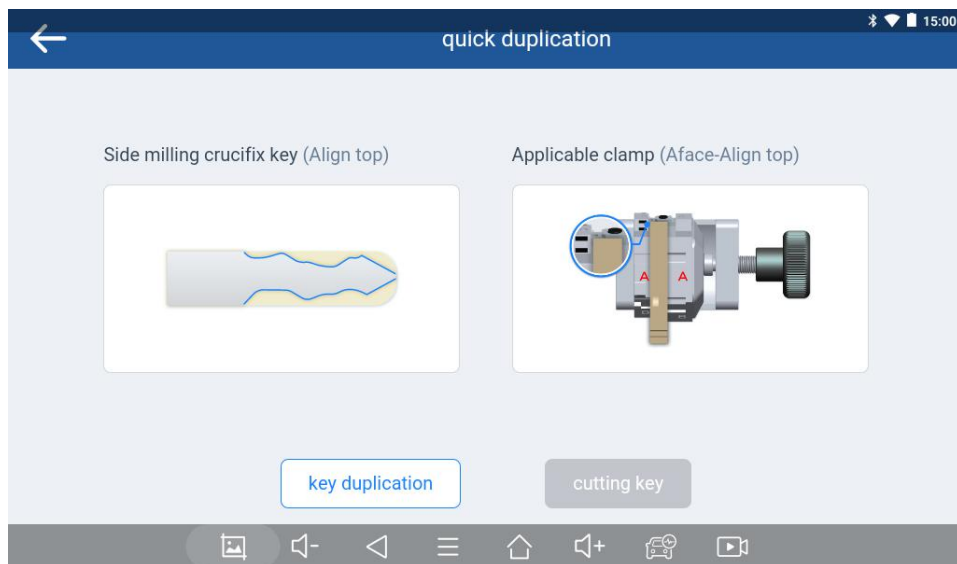 15:00
quick duplication
Side milling crucifix key (Align top)
Applicable clamp (Aface-Align top)
A A
key duplication
cutting key